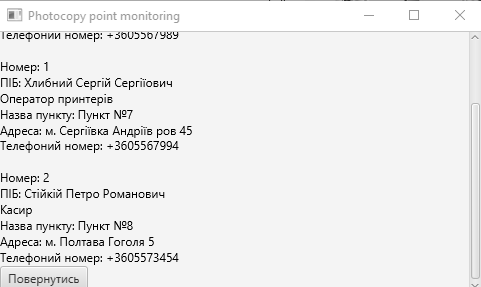 Photocopy point monitoring
Телефоний номер: +3605567989
Номер: 1
ПІБ: Хлибний Сергій Сергіїович
Оператор принтерів
Назва пункту: Пункт №7
Адреса: м. Сергіївка Андріїв ров 45
Телефоний номер: +3605567994
Номер: 2
ПІБ: Стійкій Петро Романович
Касир
Назва пункту: Пункт №8
Адреса: м. Полтава Гоголя 5
Телефоний номер: +3605573454
Повернутись